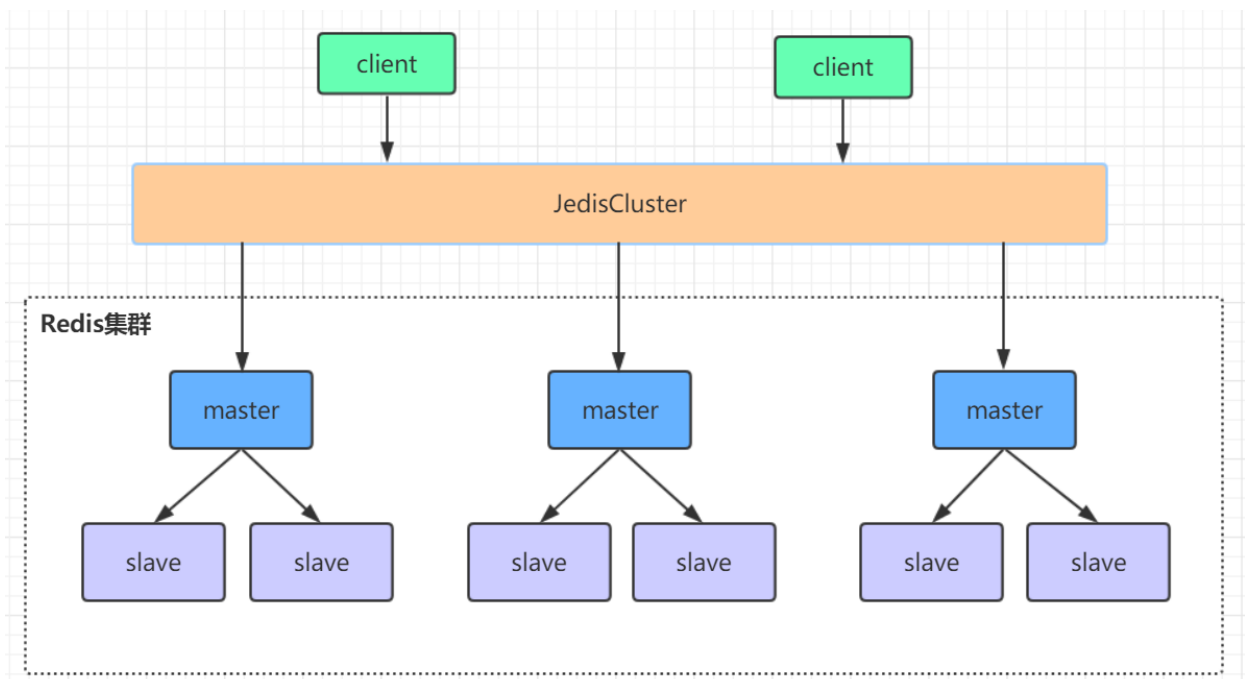 client
client
JedisCluster
Redis集群
master
master
master
slave
slave
slave
slave
slave
slave